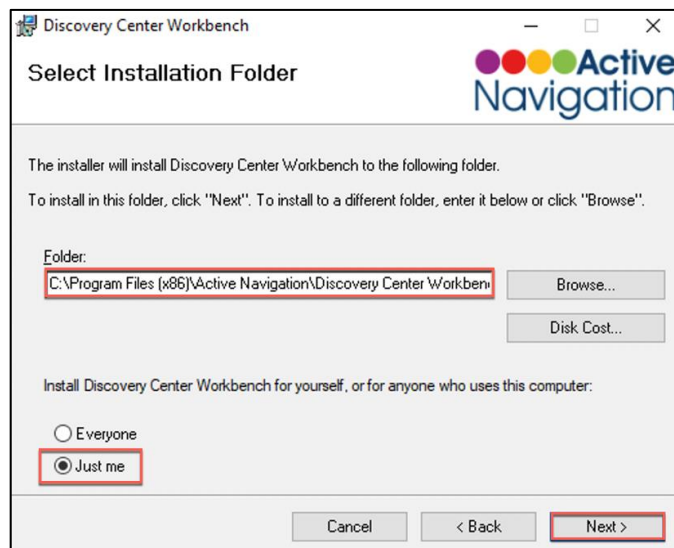 Discovery Center Workbench
Select Installation Folder
Active
Navigation
The installer will install Discovery Center Workbench to the following folder.
To install in this folder, click "Next". To install to a different folder, enter it below or click "Browse".
Folder:
C:\Program Files (x86)\Active Navigation\Discovery Center Workben
Browse...
Disk Cost...
Install Discovery Center Workbench for yourself, or for anyone who uses this computer:
Everyone
Just me
Cancel
< Back
Next >